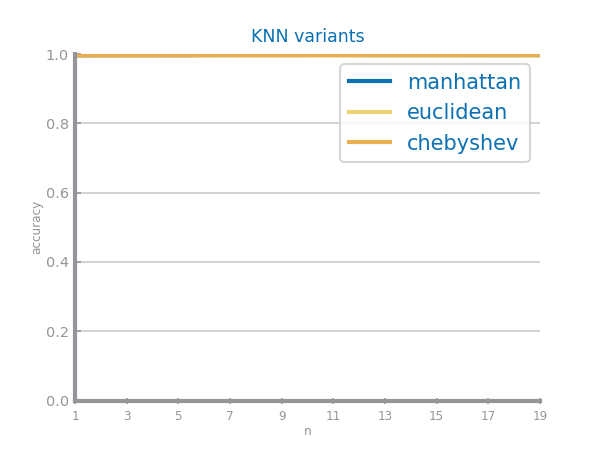 KNN variants
1.0
0.8
0.6
0.4
0.2
0.0
accuracy
manhattan
euclidean
chebyshev
1 3 5 7 9 11 13 15 17 19
n